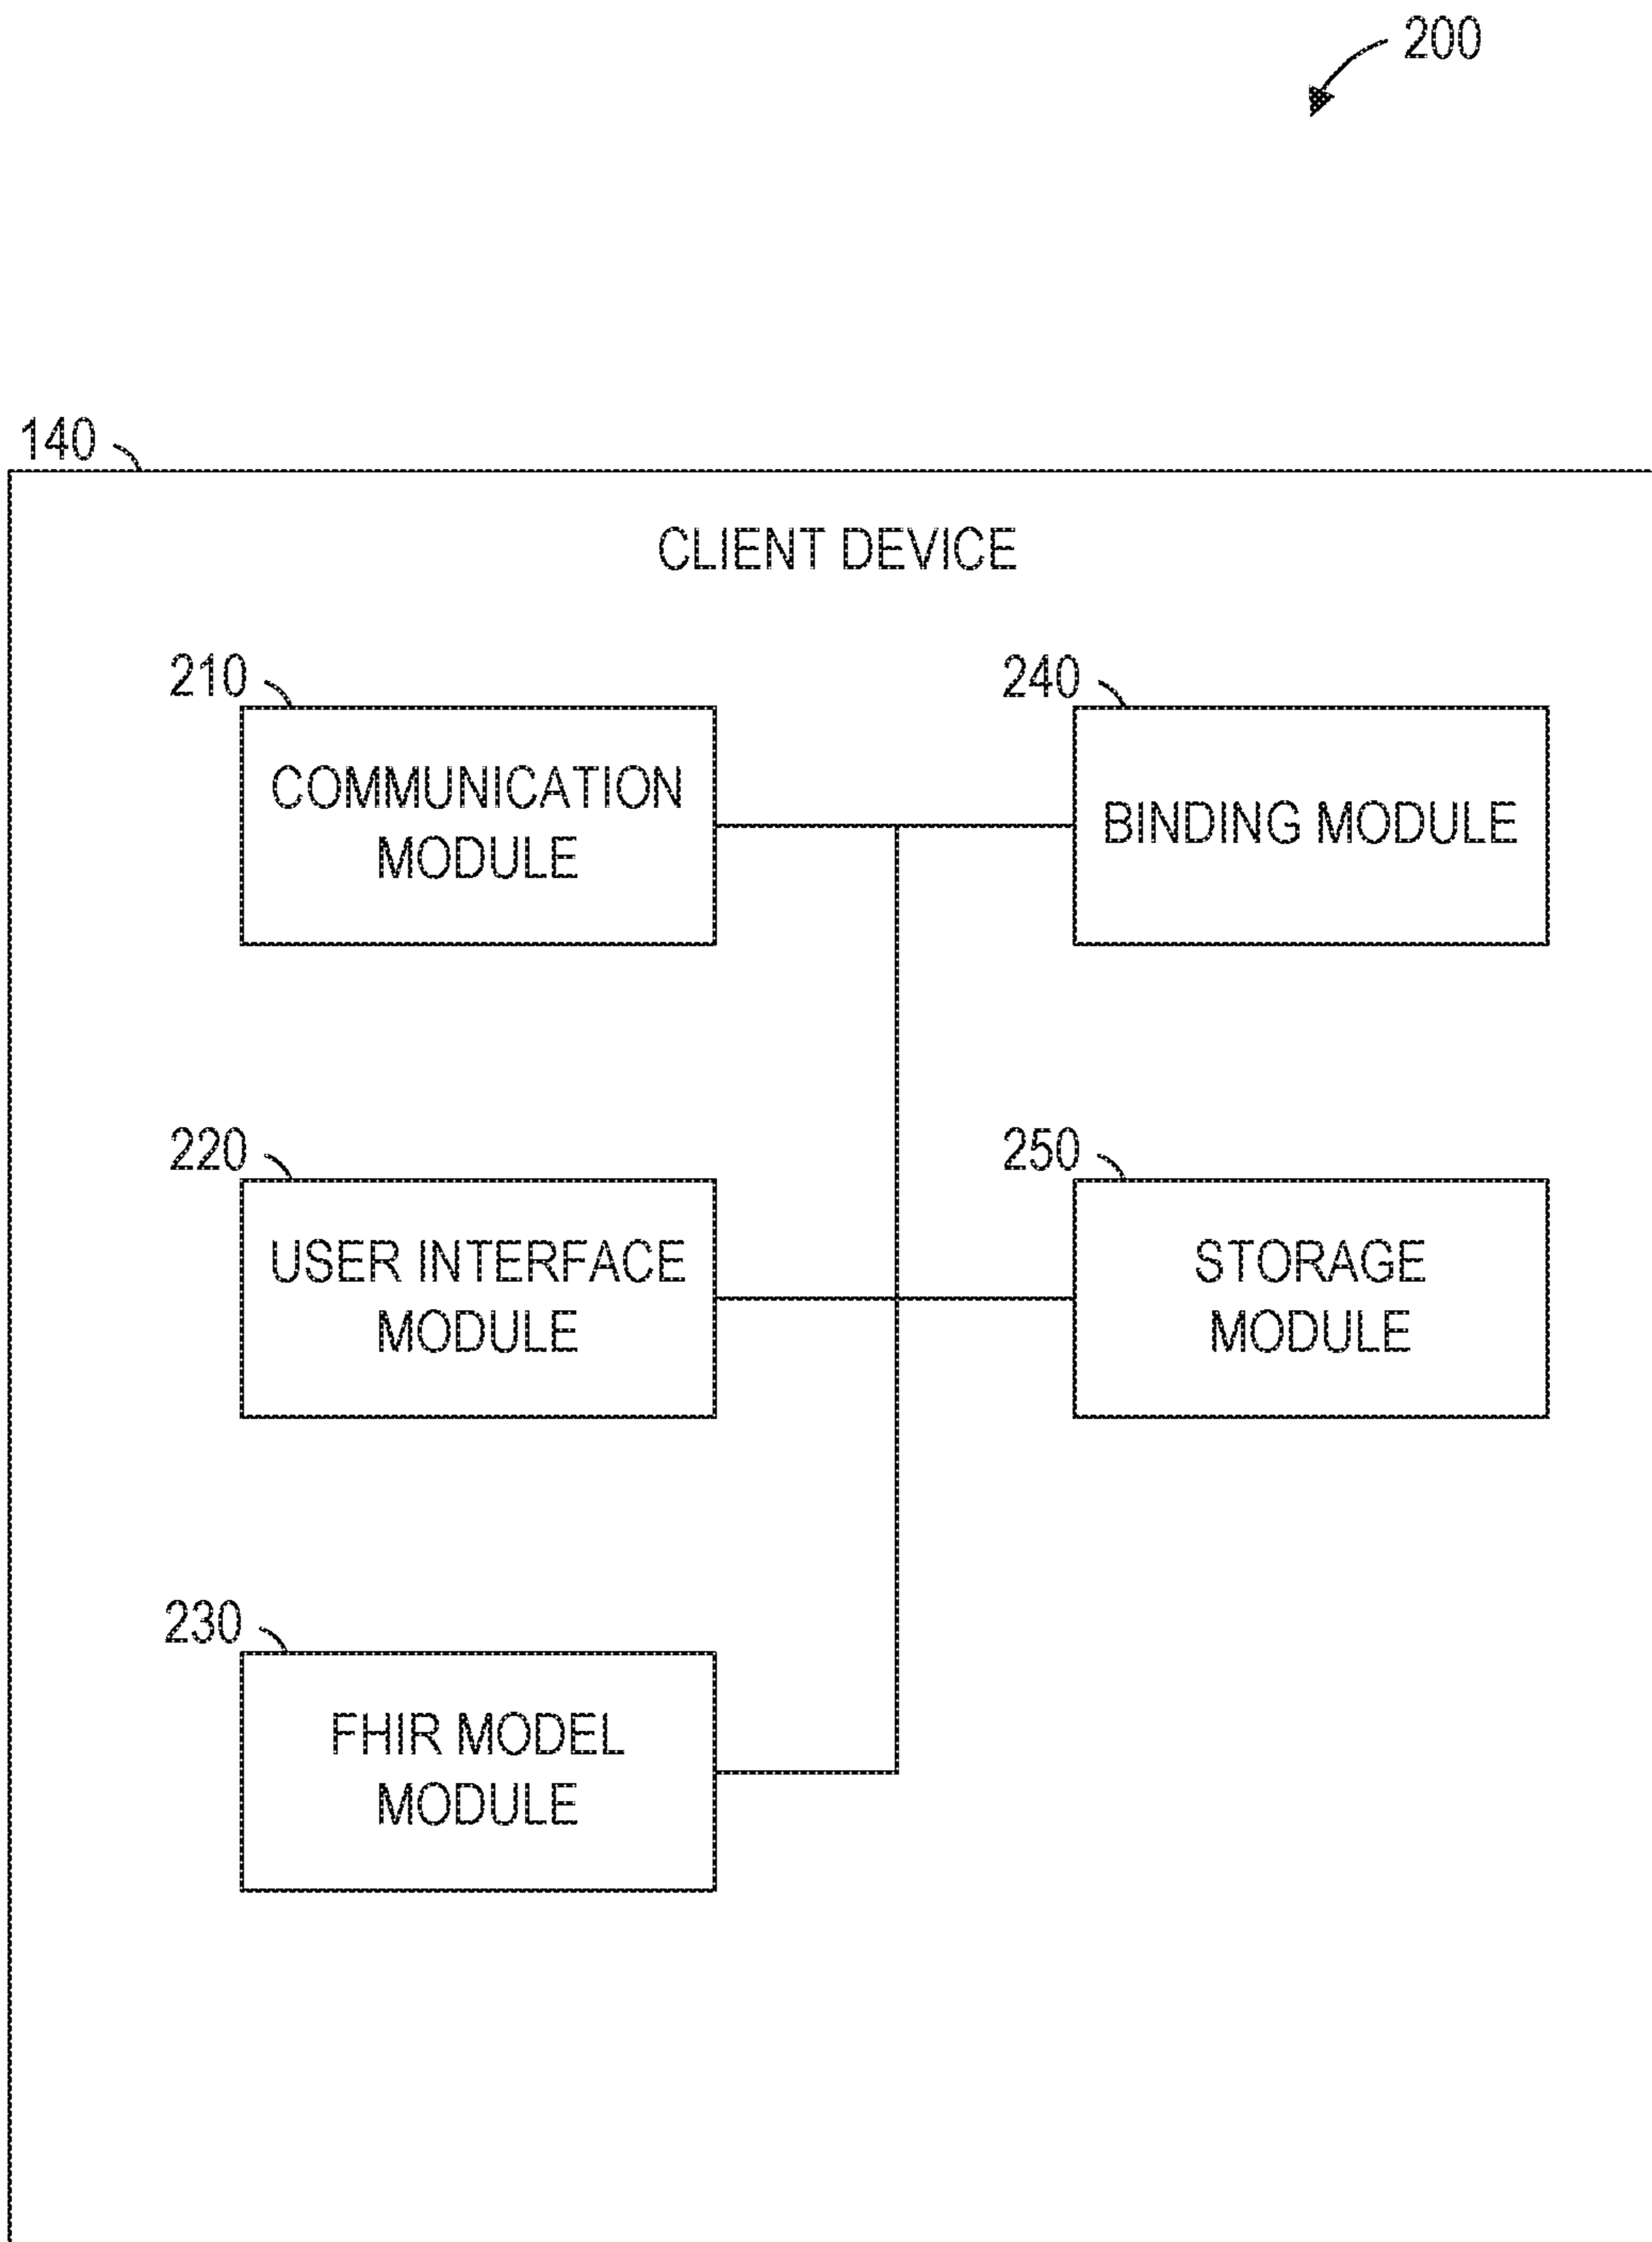 200
140
CLIENT DEVICE
210
COMMUNICATION
MODULE
240
BINDING MODULE
220
USER INTERFACE
MODULE
250
STORAGE
MODULE
230
FHIR MODEL
MODULE